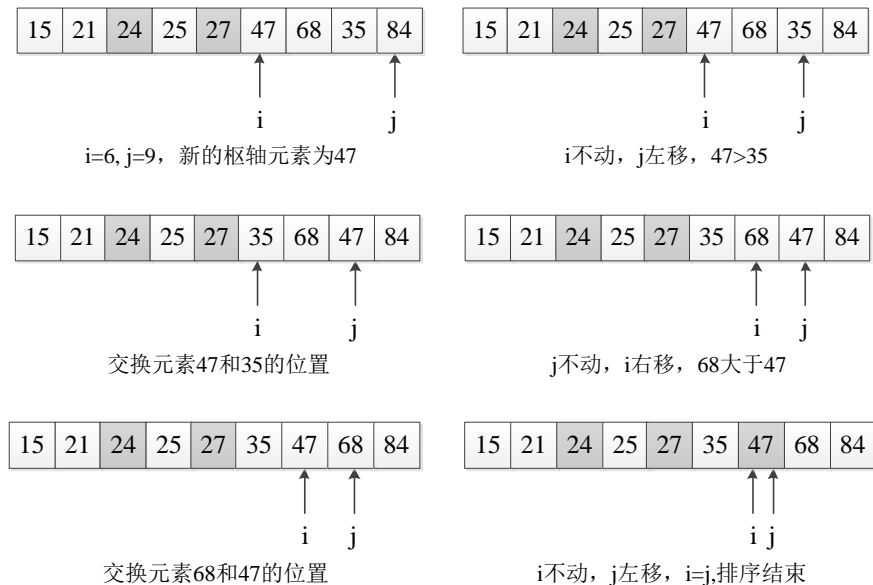 15 21 24 25 27 47 68 35 84
i j
i=6, j=9，新的枢轴元素为47
15 21 24 25 27 47 68 35 84
i j
i不动，j左移，47>35
15 21 24 25 27 35 68 47 84
i j
交换元素47和35的位置
15 21 24 25 27 35 68 47 84
i j
j不动，i右移，68大于47
15 21 24 25 27 35 47 68 84
i j
交换元素68和47的位置
15 21 24 25 27 35 47 68 84
i j
i不动，j左移，i=j,排序结束